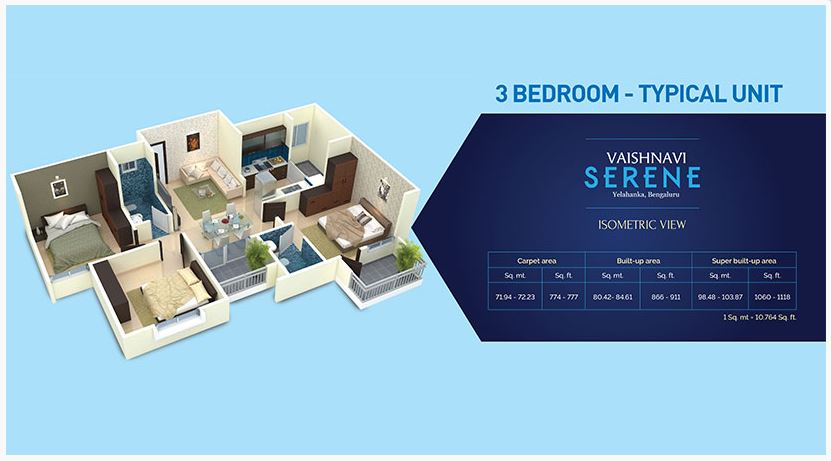 3 BEDROOM - TYPICAL UNIT
VAISHNAVI
SERENE
Yelahanka, Bengaluru
ISOMETRIC VIEW
Carpet area Built-up area Super built-up area
Sq. mt. Sq. ft. Sq. mt. Sq. ft. Sq. mt. Sq. ft.
71.94 - 72.23 774 - 777 80.42- 84.61 866 - 911 98.48 - 103.87 1060 - 1118
1 Sq. mt = 10.764 Sq. ft.